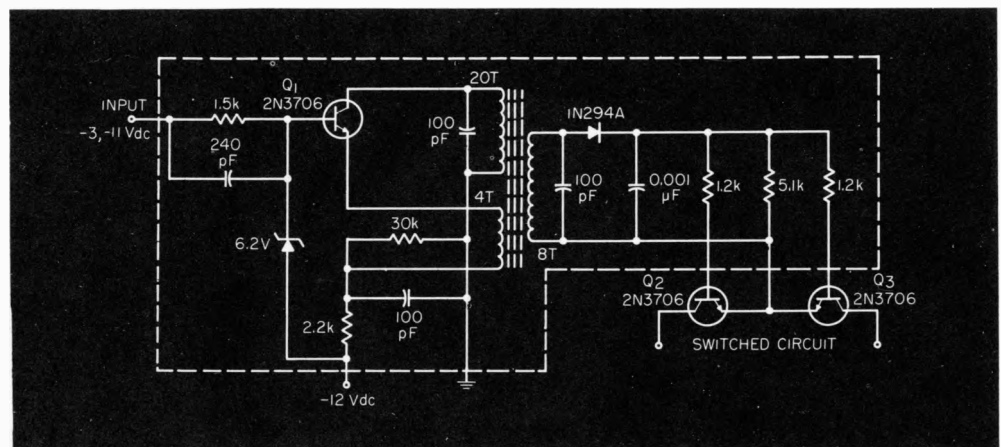 INPUT
-3,-11 Vdc
1.5k
240
pF
Q1
2N3706
6.2V
20T
100
pF
4T
30k
100
pF
2.2k
-12 Vdc
8T
1N294A
100
pF
0.001
µF
1.2k
5.1k
1.2k
Q2
2N3706
Q3
2N3706
SWITCHED CIRCUIT